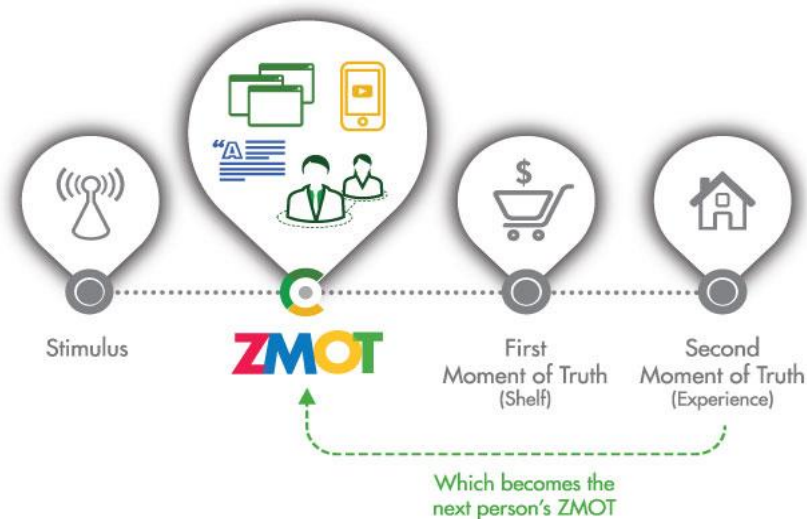 $
“A
Stimulus
ZMOT
First
Moment of Truth
(Shelf)
Second
Moment of Truth
(Experience)
Which becomes the
next person's ZMOT